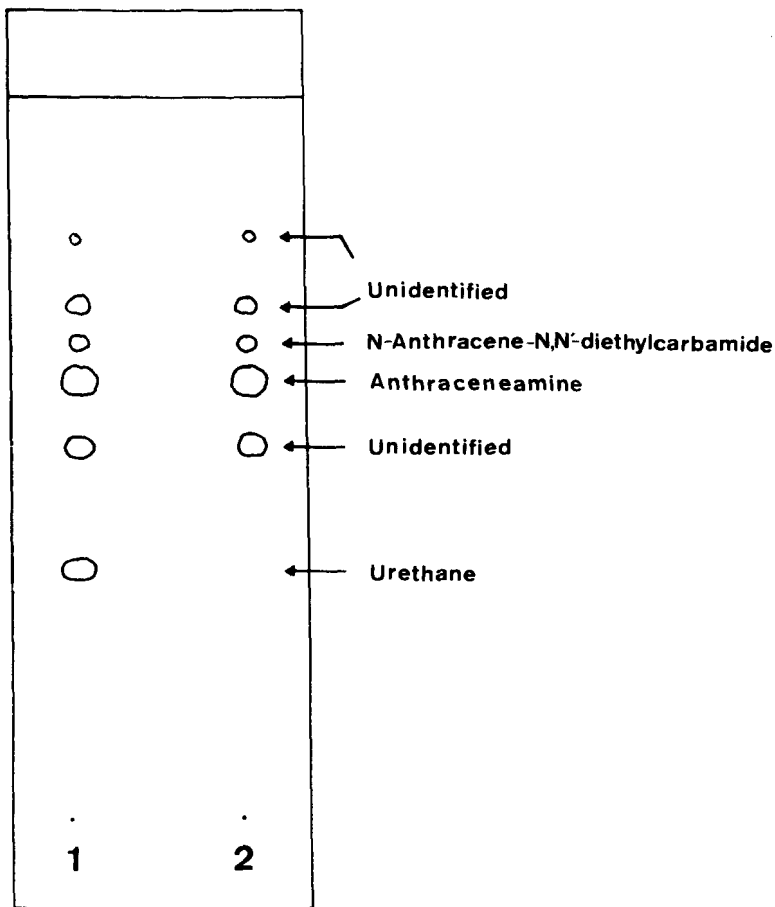 Unidentified
N-Anthracene-N,N'-diethylcarbamide
Anthraceneamine
Unidentified
Urethane
1 2